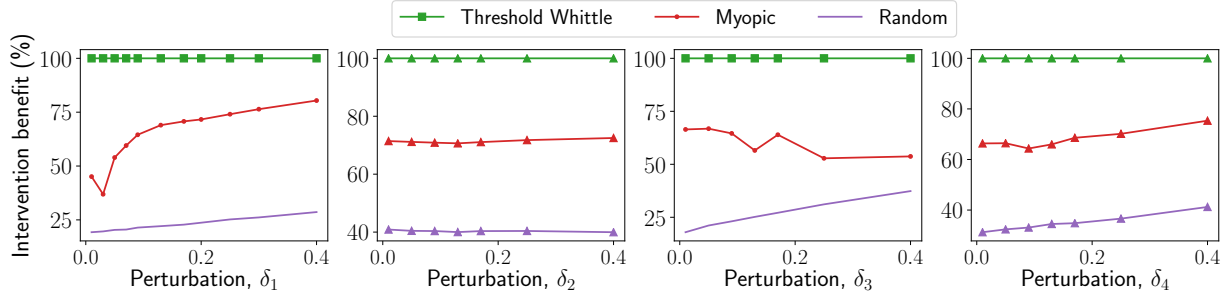 Threshold Whittle Myopic Random
Intervention benefit (%)
100
75
50
25
0.0 0.2 0.4
Perturbation, δ1
100
80
60
40
0.0 0.2 0.4
Perturbation, δ2
100
75
50
25
0.0 0.2 0.4
Perturbation, δ3
100
80
60
40
0.0 0.2 0.4
Perturbation, δ4